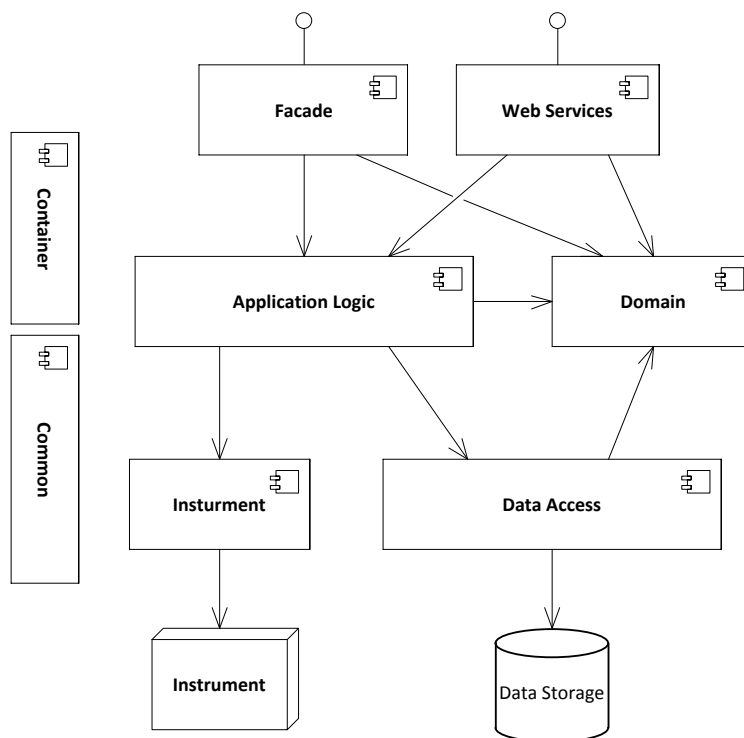 Facade
Web Services
Container
Application Logic
Domain
Common
Insturment
Data Access
Instrument
Data Storage